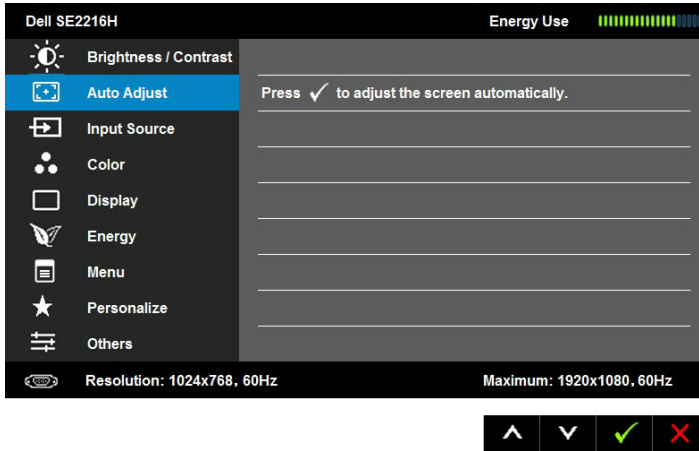 Dell SE2216H Energy Use
Brightness / Contrast
Auto Adjust Press ✓ to adjust the screen automatically.
Input Source
Color
Display
Energy
Menu
Personalize
Others
Resolution: 1024x768, 60Hz Maximum: 1920x1080, 60Hz